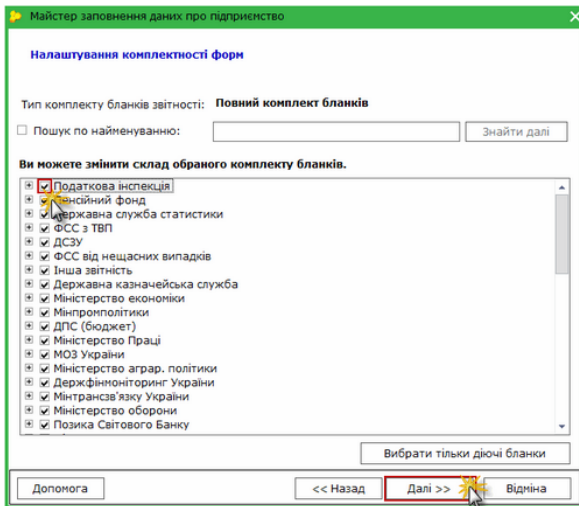 Майстер заповнення даних про підприємство
Налаштування комплектності форм
Тип комплекту бланків звітності: Повний комплект бланків
Пошук по найменуванню: Знайти далі
Ви можете змінити склад обраного комплекту бланків.
Податкова інспекція
фонд
служба статистики
ФСС з ТВП
ДСЗУ
ФСС від нещасних випадків
Інша звітність
Державна казначейська служба
Міністерство економіки
Мінпромполітики
ДПС (бюджет)
Міністерство Праці
МОЗ України
Міністерство аграр. політики
Держфінмоніторинг України
Мінтрансзв'язку України
Міністерство оборони
Позика Світового Банку
Вибрати тільки діючі бланки
Допомога << Назад Далі >> Відміна